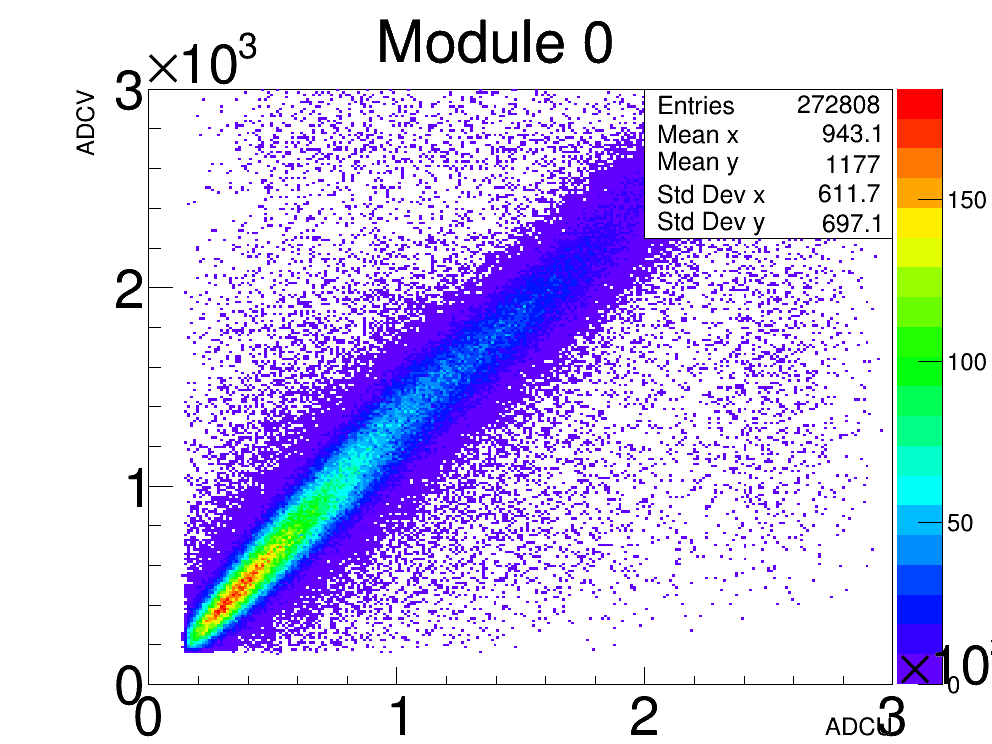 Module 0
×10³
3
2
1
0
ADCV
Entries 272808
Mean x 943.1
Mean y 1177
Std Dev x 611.7
Std Dev y 697.1
150
100
50
0
×10
0 1 2 3
ADCU